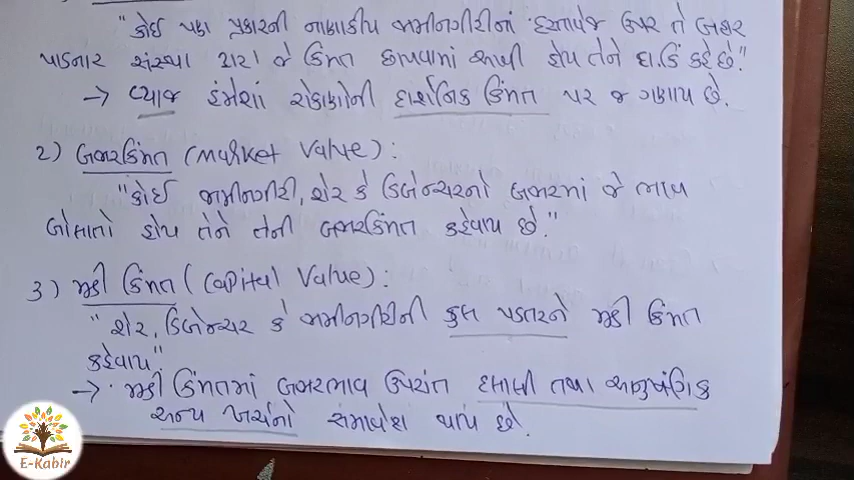 "કોઈ પણ પ્રકારની નાણાકીય જામીનગીરીનાં દસ્તાવેજ ઉપર તે બહાર
પાડનાર સંસ્થા દ્વારા જે કિંમત છાપવામાં આવી હોય તેને દા.કિં કહે છે."
→ વ્યાજ હંમેશાં રોકાણોની દાર્શનિક કિંમત પર જ ગણાય છે.
2) બજારકિંમત (Market Value) :
"કોઈ જામીનગીરી, શેર કે ડિબેન્ચરનો બજારમાં જે ભાવ
બોલાતો હોય તેને તેની બજારકિંમત કહેવાય છે."
3) મૂડી કિંમત (Capital Value) :
"શેર, ડિબેન્ચર કે જામીનગીરીની કુલ પડતરને મૂડી કિંમત
કહેવાય."
→ મૂડી કિંમતમાં બજારભાવ ઉપરાંત દલાલી તથા આનુષંગિક
અન્ય ખર્ચાનો સમાવેશ થાય છે.
E-Kabir